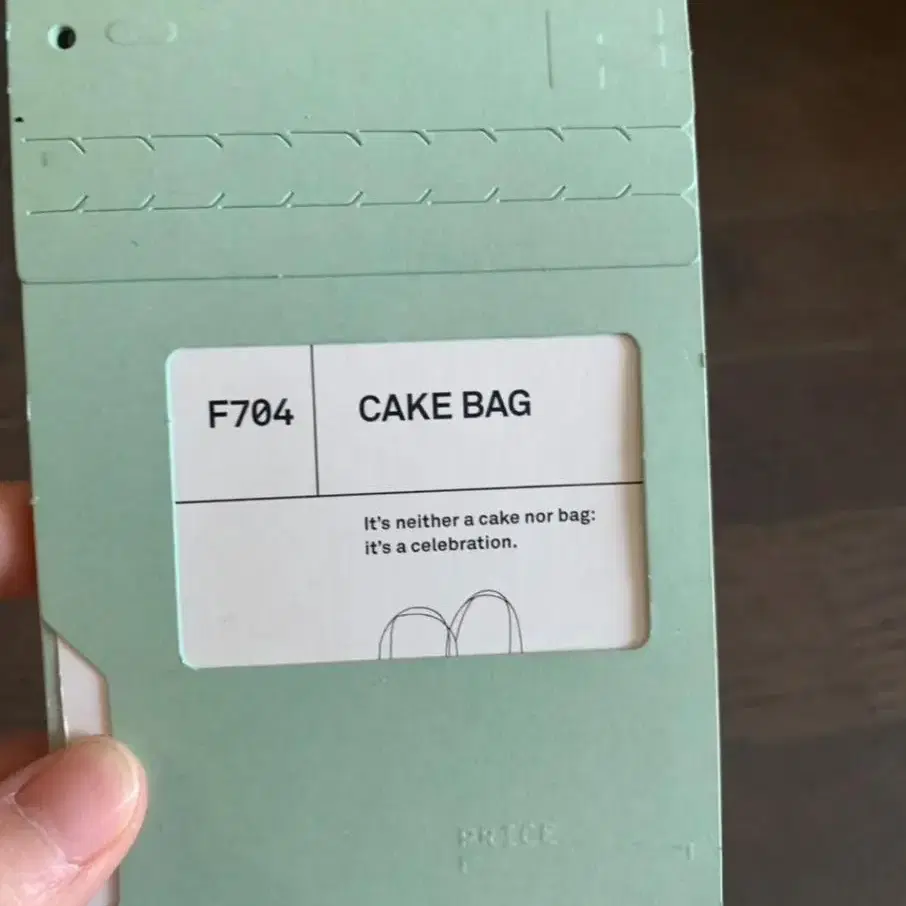 F704
CAKE BAG
It's neither a cake nor bag:
it's a celebration.
PRICE